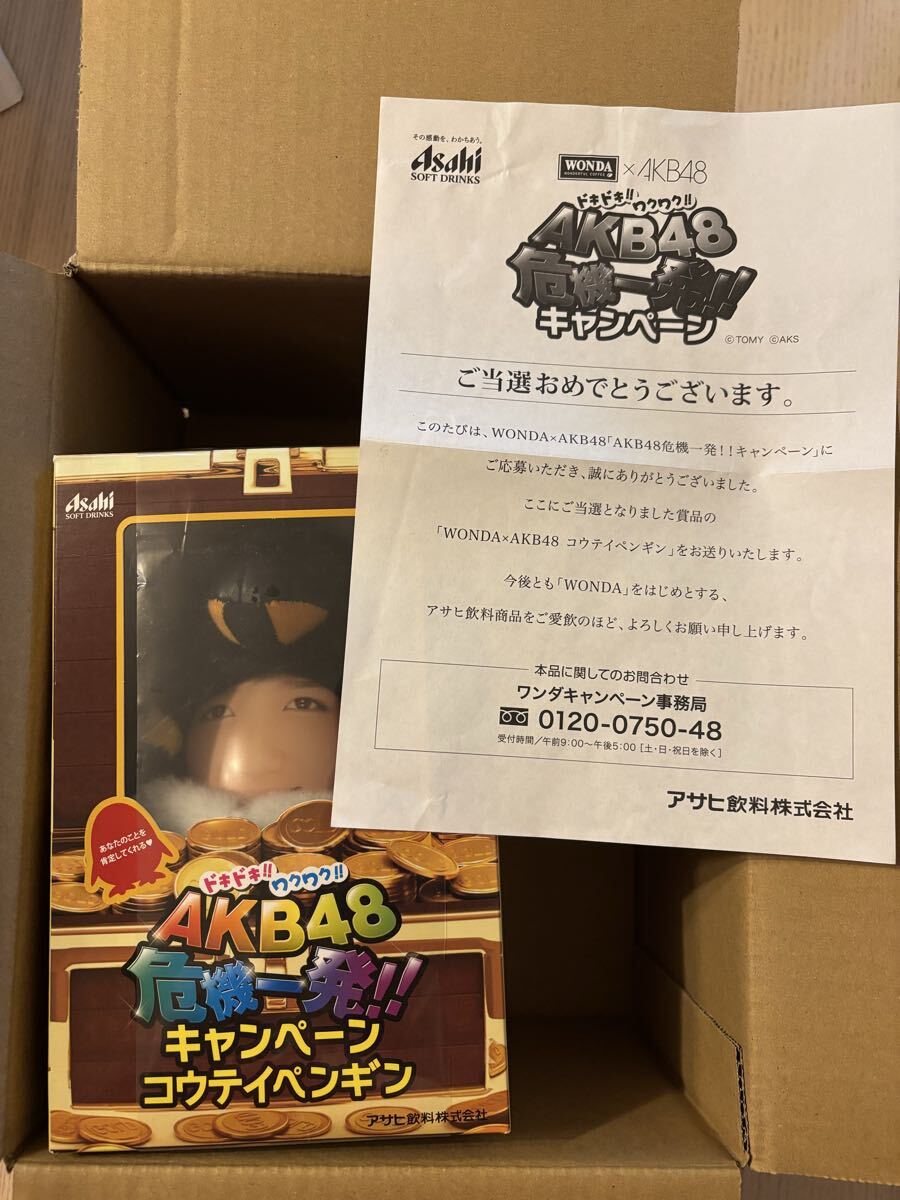 その感動を、わかちあう。
Asahi
SOFT DRINKS
WONDA
WONDERFUL COFFEE
×AKB48
ドキドキ!!ワクワク!!
AKB48
危機一発!!
キャンペーン
©TOMY ©AKS
ご当選おめでとうございます。
このたびは、WONDA×AKB48「AKB48危機一発!!キャンペーン」に
ご応募いただき、誠にありがとうございました。
ここにご当選となりました賞品の
「WONDA×AKB48 コウテイペンギン」をお送りいたします。
今後とも「WONDA」をはじめとする、
アサヒ飲料商品をご愛飲のほど、よろしくお願い申し上げます。
本品に関してのお問合わせ
ワンダキャンペーン事務局
0120-0750-48
受付時間/午前9:00〜午後5:00[土・日・祝日を除く]
アサヒ飲料株式会社
Asahi
SOFT DRINKS
あなたのことを
肯定してくれる♥
ドキドキ!!ワクワク!!
AKB48
危機一発!!
キャンペーン
コウテイペンギン
アサヒ飲料株式会社